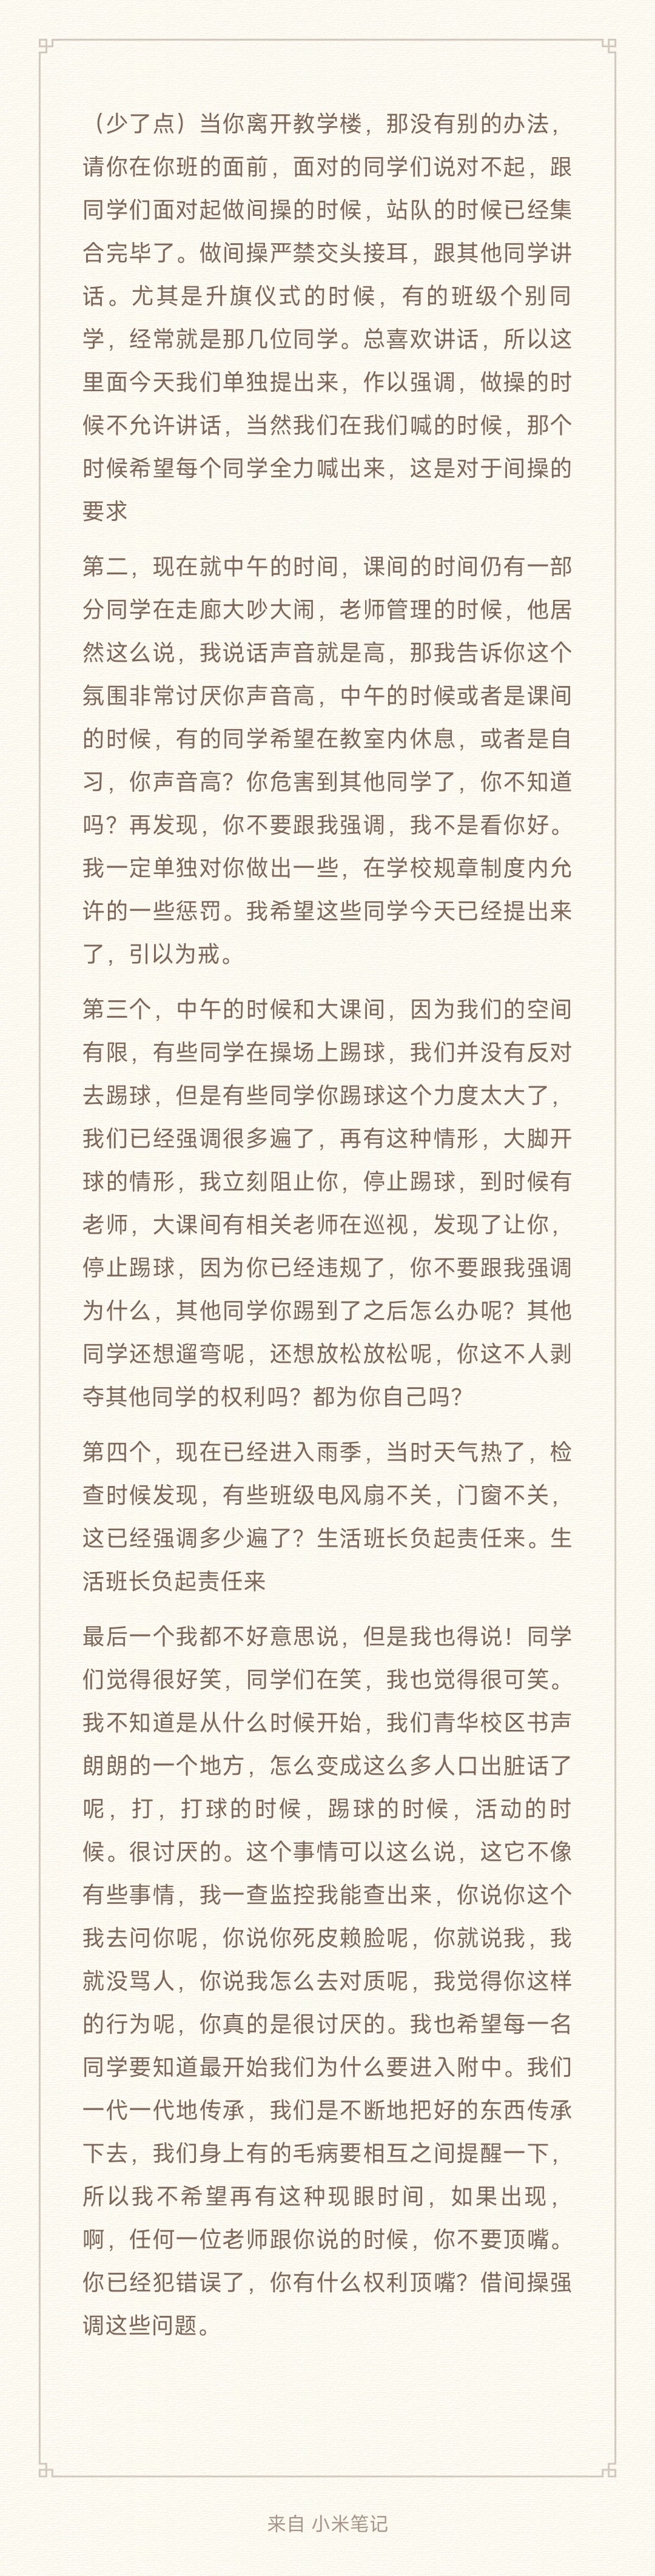 （少了点）当你离开教学楼，那没有别的办法，
请你在你班的面前，面对的同学们说对不起，跟
同学们面对起做间操的时候，站队的时候已经集
合完毕了。做间操严禁交头接耳，跟其他同学讲
话。尤其是升旗仪式的时候，有的班级个别同
学，经常就是那几位同学。总喜欢讲话，所以这
里面今天我们单独提出来，作以强调，做操的时
候不允许讲话，当然我们在我们喊的时候，那个
时候希望每个同学全力喊出来，这是对于间操的
要求
第二，现在就中午的时间，课间的时间仍有一部
分同学在走廊大吵大闹，老师管理的时候，他居
然这么说，我说话声音就是高，那我告诉你这个
氛围非常讨厌你声音高，中午的时候或者是课间
的时候，有的同学希望在教室内休息，或者是自
习，你声音高？你危害到其他同学了，你不知道
吗？再发现，你不要跟我强调，我不是看你好。
我一定单独对你做出一些，在学校规章制度内允
许的一些惩罚。我希望这些同学今天已经提出来
了，引以为戒。
第三个，中午的时候和大课间，因为我们的空间
有限，有些同学在操场上踢球，我们并没有反对
去踢球，但是有些同学你踢球这个力度太大了，
我们已经强调很多遍了，再有这种情形，大脚开
球的情形，我立刻阻止你，停止踢球，到时候有
老师，大课间有相关老师在巡视，发现了让你，
停止踢球，因为你已经违规了，你不要跟我强调
为什么，其他同学你踢到了之后怎么办呢？其他
同学还想遛弯呢，还想放松放松呢，你这不人剥
夺其他同学的权利吗？都为你自己吗？
第四个，现在已经进入雨季，当时天气热了，检
查时候发现，有些班级电风扇不关，门窗不关，
这已经强调多少遍了？生活班长负起责任来。生
活班长负起责任来
最后一个我都不好意思说，但是我也得说！同学
们觉得很好笑，同学们在笑，我也觉得很可笑。
我不知道是从什么时候开始，我们青华校区书声
朗朗的一个地方，怎么变成这么多人口出脏话了
呢，打，打球的时候，踢球的时候，活动的时
候。很讨厌的。这个事情可以这么说，这它不像
有些事情，我一查监控我能查出来，你说你这个
我去问你呢，你说你死皮赖脸呢，你就说我，我
就没骂人，你说我怎么去对质呢，我觉得你这样
的行为呢，你真的是很讨厌的。我也希望每一名
同学要知道最开始我们为什么要进入附中。我们
一代一代地传承，我们是不断地把好的东西传承
下去，我们身上有的毛病要相互之间提醒一下，
所以我不希望再有这种现眼时间，如果出现，
啊，任何一位老师跟你说的时候，你不要顶嘴。
你已经犯错误了，你有什么权利顶嘴？借间操强
调这些问题。
来自 小米笔记